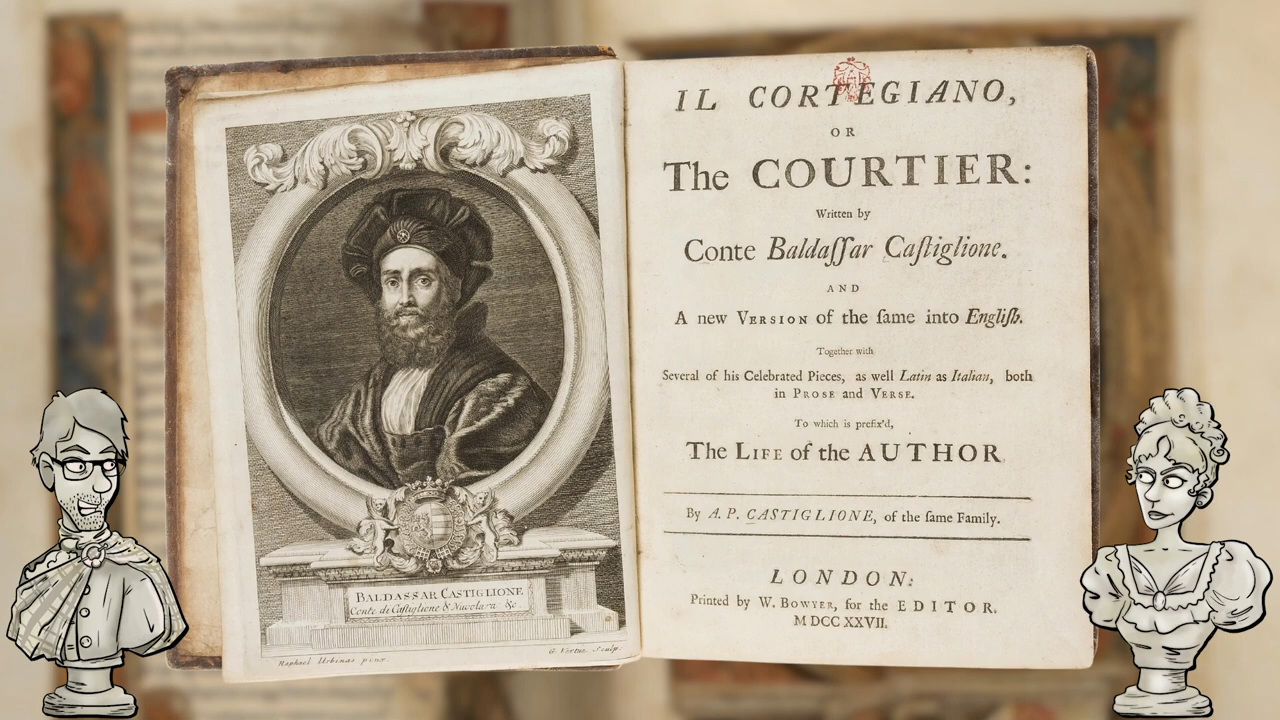 BALDASSAR CASTIGLIONE
Conte di Castiglione & Nuvolara &c.
Raphael Urbinas pinx.
G. Vertue Sculp.
IL CORTEGIANO,
OR
The COURTIER:
Written by
Conte Baldaſſar Caſtiglione.
AND
A new VERSION of the ſame into Engliſh.
Together with
Several of his Celebrated Pieces, as well Latin as Italian, both
in PROSE and VERSE.
To which is prefix'd,
The LIFE of the AUTHOR
By A. P. CASTIGLIONE, of the ſame Family.
LONDON:
Printed by W. BOWYER, for the EDITOR.
M DCC XXVII.